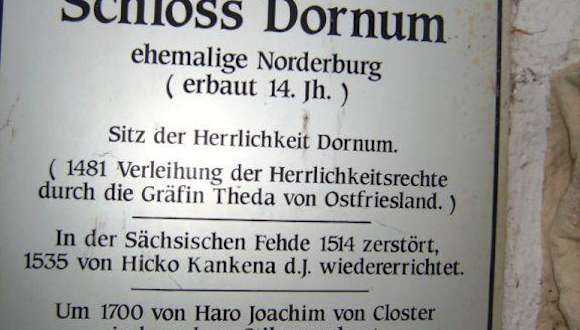 Schloss Dornum
ehemalige Norderburg
( erbaut 14. Jh. )
Sitz der Herrlichkeit Dornum.
( 1481 Verleihung der Herrlichkeitsrechte
durch die Gräfin Theda von Ostfriesland. )
In der Sächsischen Fehde 1514 zerstört,
1535 von Hicko Kankena d.J. wiedererrichtet.
Um 1700 von Haro Joachim von Closter